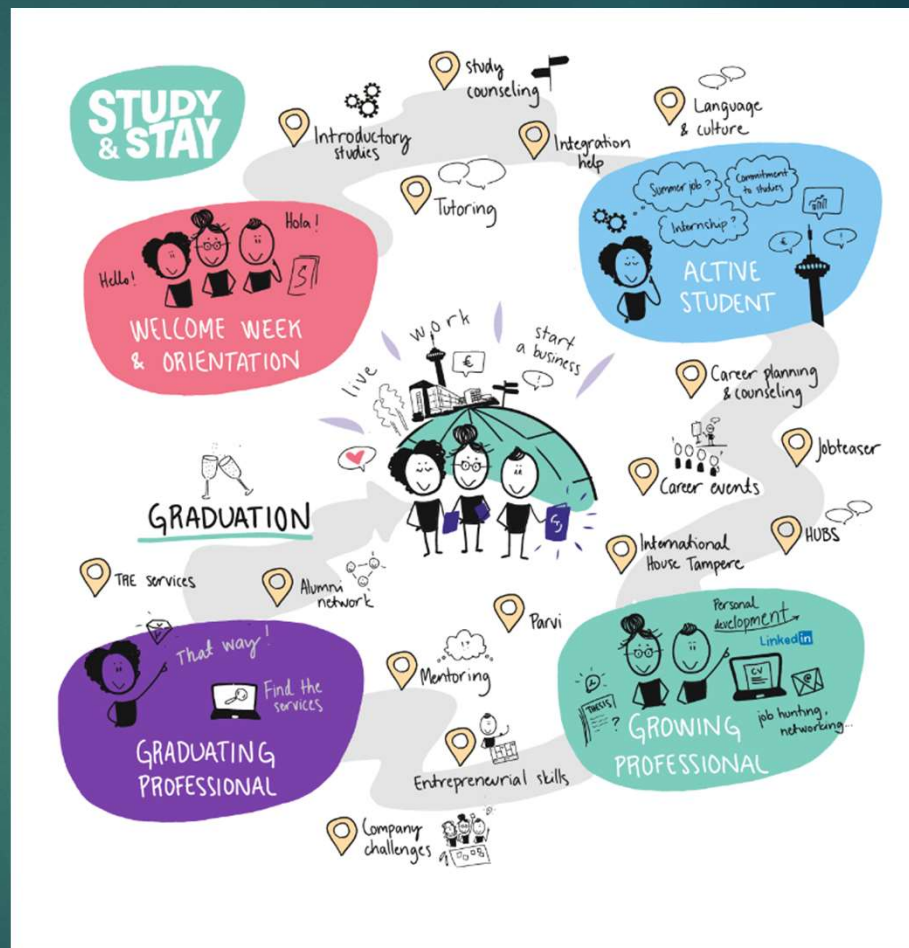 STUDY
& STAY
Introductory
studies
study
counseling
Tutoring
Integration
help
Language
& culture
Hello!
Hola!
WELCOME WEEK
& ORIENTATION
Summer job?
Commitment
to studies
Internship?
€
!
ACTIVE
STUDENT
Career planning
& counseling
Jobteaser
Career events
HUBS
International
House Tampere
live
work
start
a business
€
!
Personal
development
Linkedin
CV
THESIS
?
@
job hunting,
networking...
GROWING
PROFESSIONAL
Parvi
Mentoring
Entrepreneurial skills
Company
challenges
That way!
Find the
services
GRADUATING
PROFESSIONAL
TRE services
Alumni
network
GRADUATION